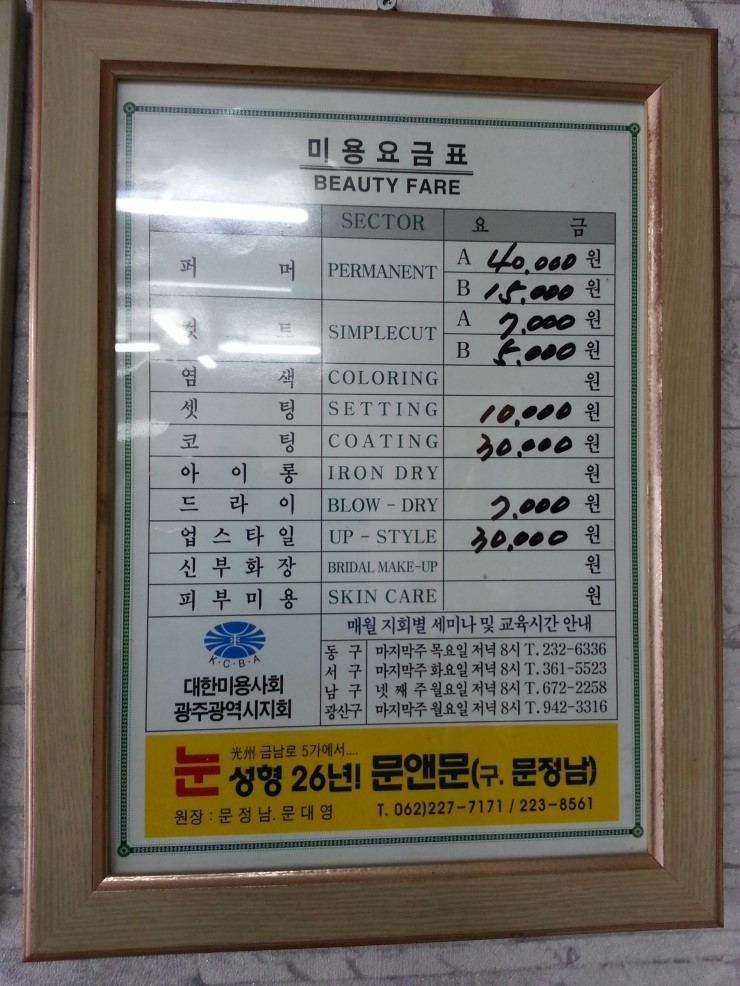 미용요금표
BEAUTY FARE
SECTOR 요 금
퍼 머 PERMANENT A 40,000 원
B 15,000 원
컷 트 SIMPLECUT A 7,000 원
B 5,000 원
염 색 COLORING 원
셋 팅 SETTING 10,000 원
코 팅 COATING 30,000 원
아 이 롱 IRON DRY 원
드 라 이 BLOW - DRY 7,000 원
업 스 타 일 UP - STYLE 30,000 원
신 부 화 장 BRIDAL MAKE-UP 원
피 부 미 용 SKIN CARE 원
매월 지회별 세미나 및 교육시간 안내
동 구 마지막주 목요일 저녁 8시 T. 232-6336
서 구 마지막주 화요일 저녁 8시 T. 361-5523
남 구 넷 째 주 월요일 저녁 8시 T. 672-2258
광산구 마지막주 월요일 저녁 8시 T. 942-3316
K·C·B·A
대한미용사회
광주광역시지회
光州 금남로 5가에서....
눈 성형 26년! 문앤문(구. 문정남)
원장 : 문 정 남. 문 대 영 T. 062)227-7171 / 223-8561